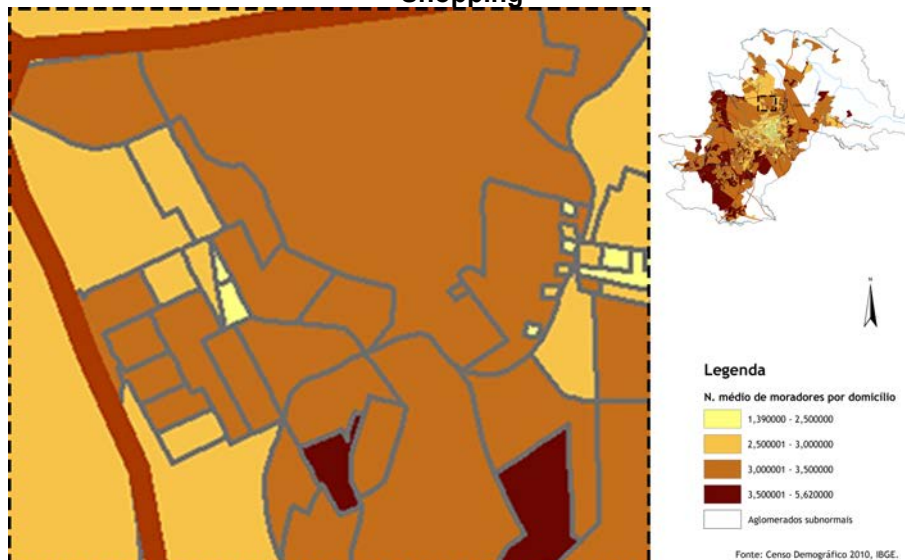 Shopping
N
Legenda
N. médio de moradores por domicílio
1,390000 - 2,500000
2,500001 - 3,000000
3,000001 - 3,500000
3,500001 - 5,620000
Aglomerados subnormais
Fonte: Censo Demográfico 2010, IBGE.